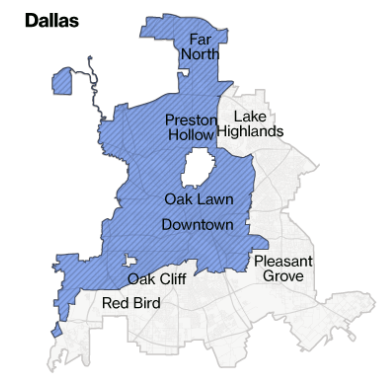 Dallas
Far
North
Preston
Hollow
Lake
Highlands
Oak Lawn
Downtown
Pleasant
Grove
Oak Cliff
Red Bird